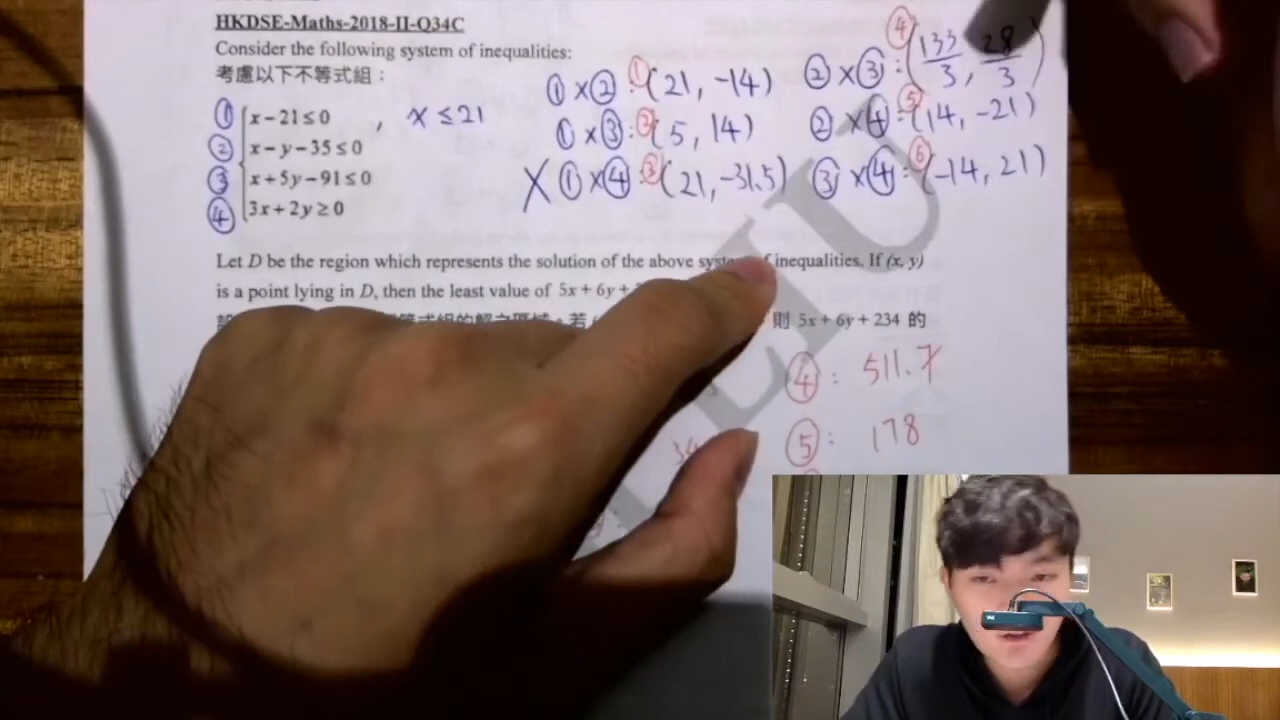 HKDSE-Maths-2018-II-Q34C
Consider the following system of inequalities:
考慮以下不等式組：
① x − 21 ≤ 0 , x ≤ 21
② x − y − 35 ≤ 0
③ x + 5y − 91 ≤ 0
④ 3x + 2y ≥ 0
① × ② : ① (21, −14)
① × ③ : ② (5, 14)
X ① × ④ : ③ (21, −31.5)
② × ③ : ④ (133/3, 28/3)
② × ④ : ⑤ (14, −21)
③ × ④ : ⑥ (−14, 21)
Let D be the region which represents the solution of the above inequalities. If (x, y)
is a point lying in D, then the least value of 5x + 6y +
則 5x + 6y + 234 的
④ : 511.7
⑤ : 178